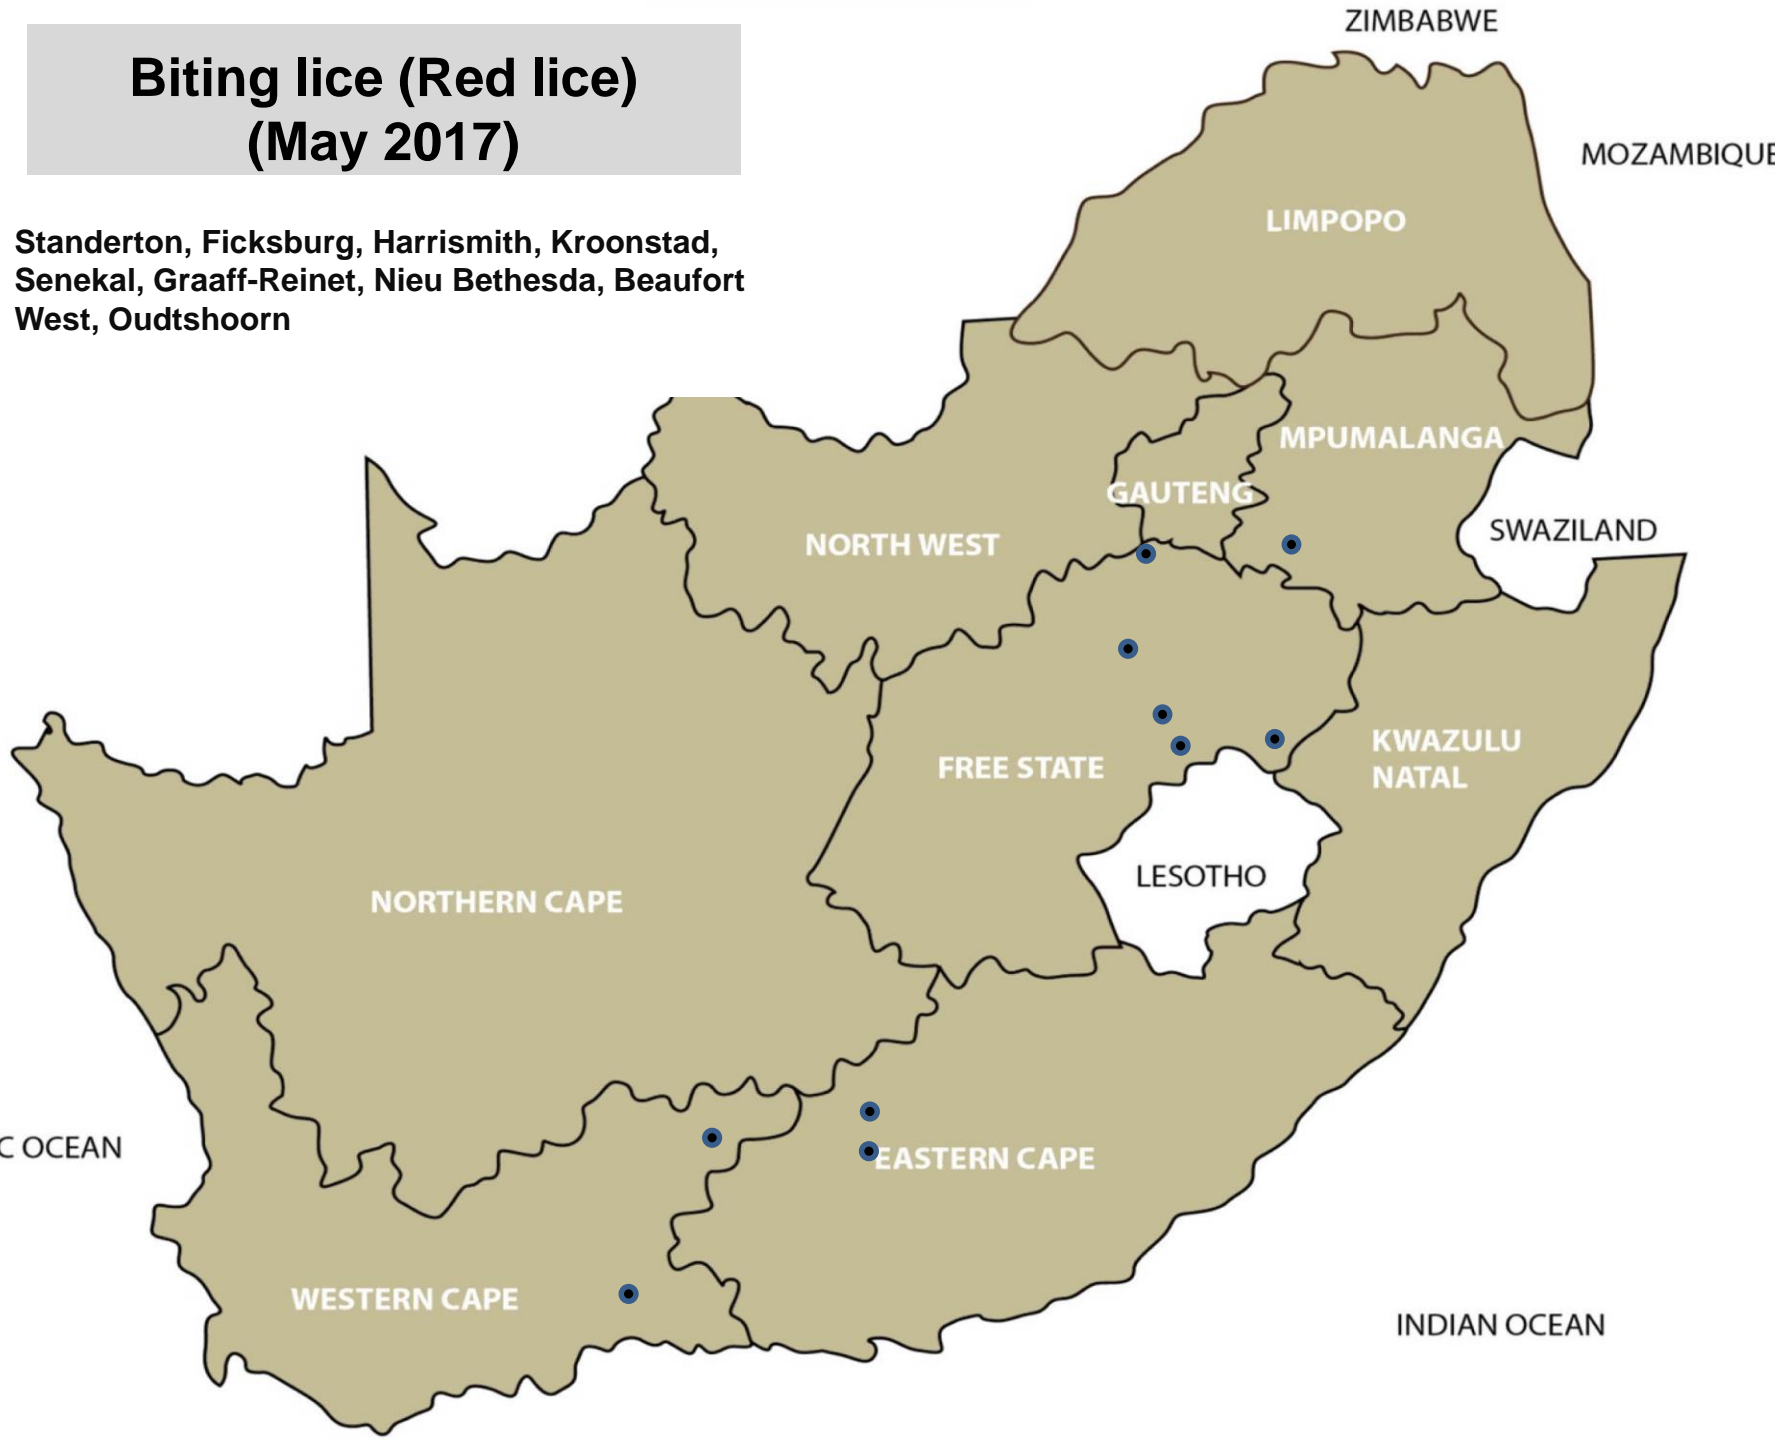 Biting lice (Red lice)
(May 2017)
Standerton, Ficksburg, Harrismith, Kroonstad,
Senekal, Graaff-Reinet, Nieu Bethesda, Beaufort
West, Oudtshoorn
ZIMBABWE
MOZAMBIQUE
LIMPOPO
MPUMALANGA
GAUTENG
SWAZILAND
NORTH WEST
KWAZULU
NATAL
FREE STATE
LESOTHO
NORTHERN CAPE
C OCEAN
EASTERN CAPE
WESTERN CAPE
INDIAN OCEAN